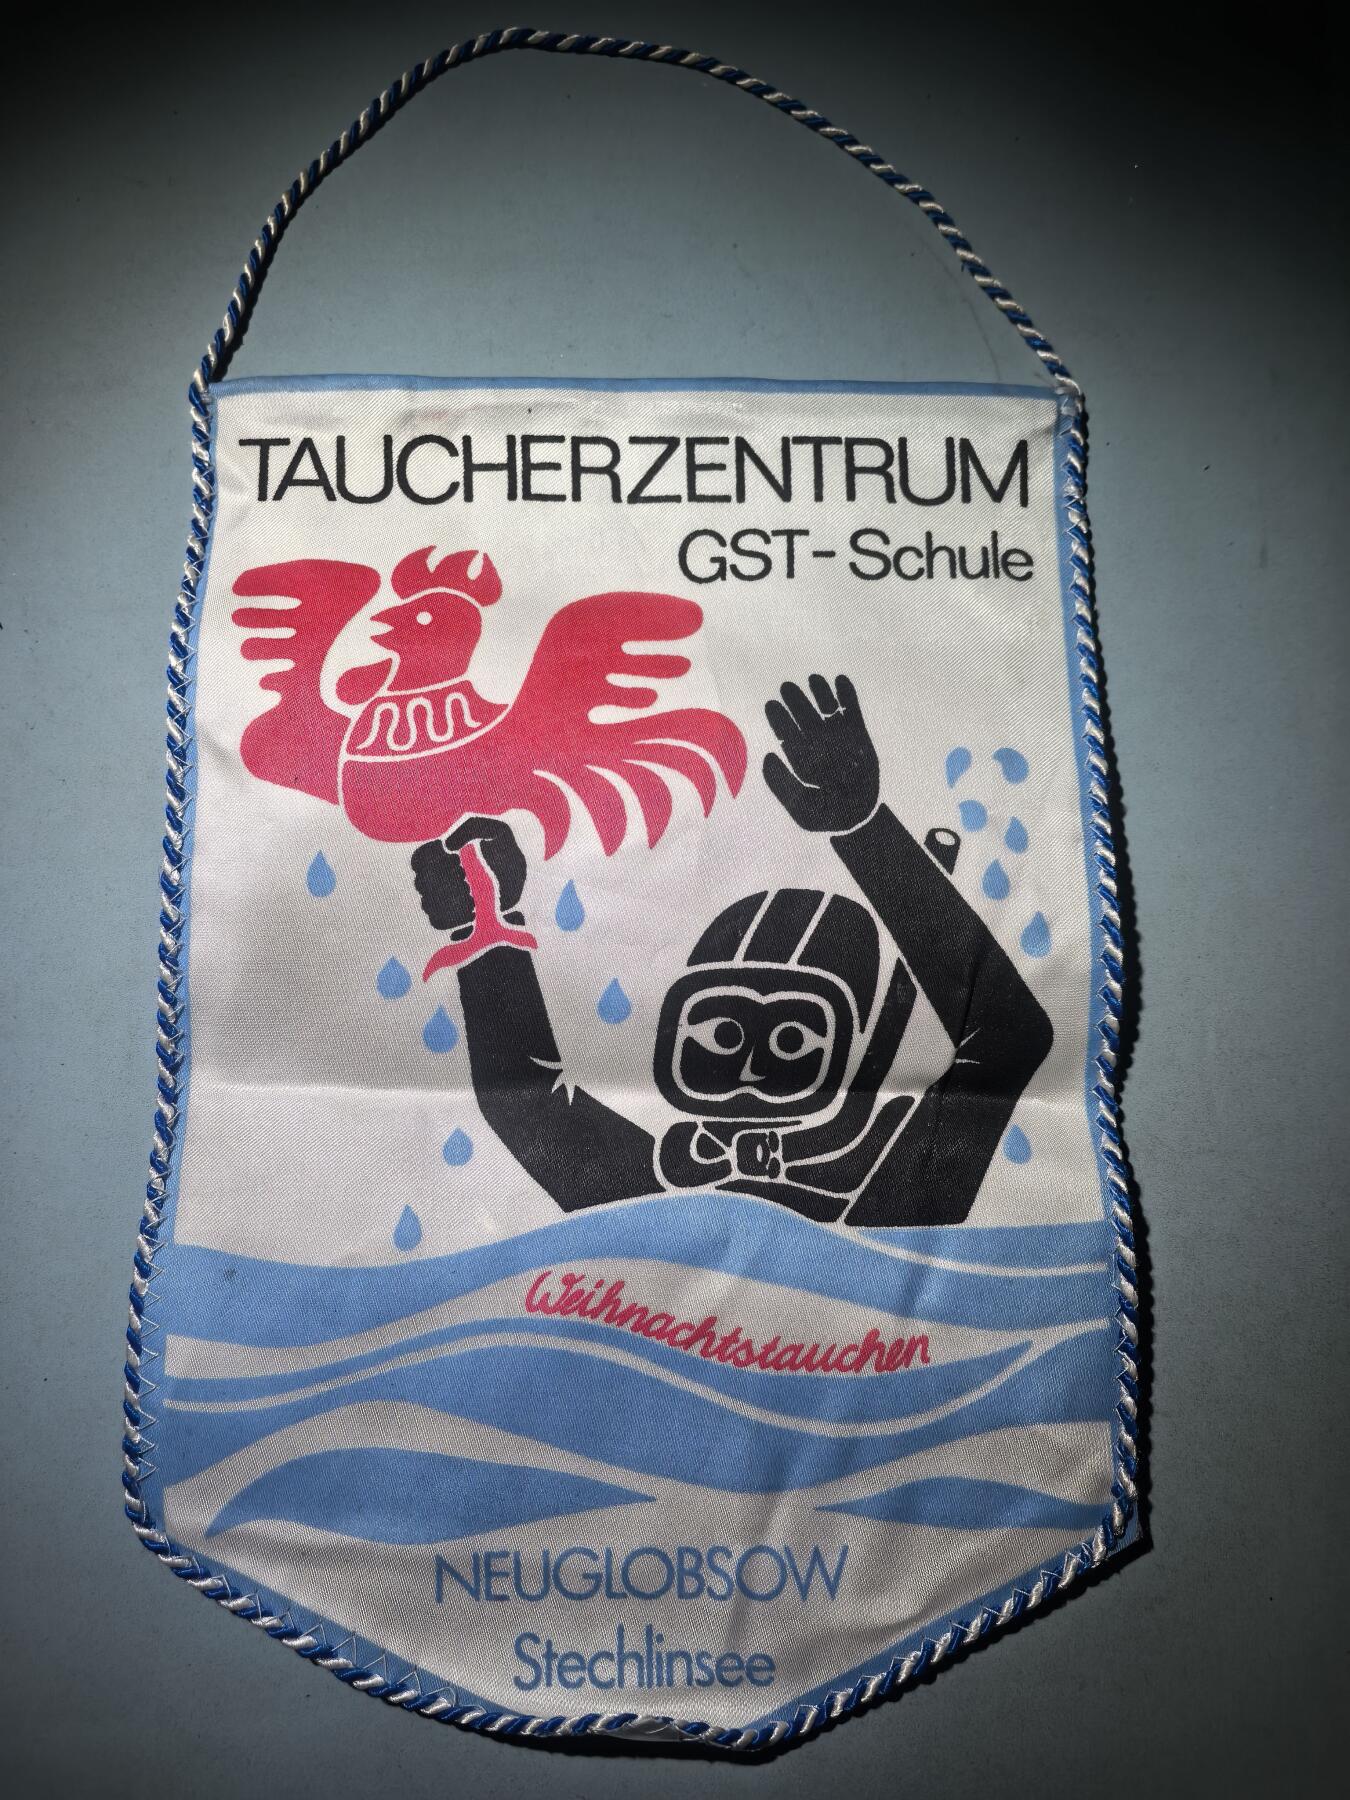 TAUCHERZENTRUM
GST-Schule
Weihnachtstauchen
NEUGLOBSOW
Stechlinsee